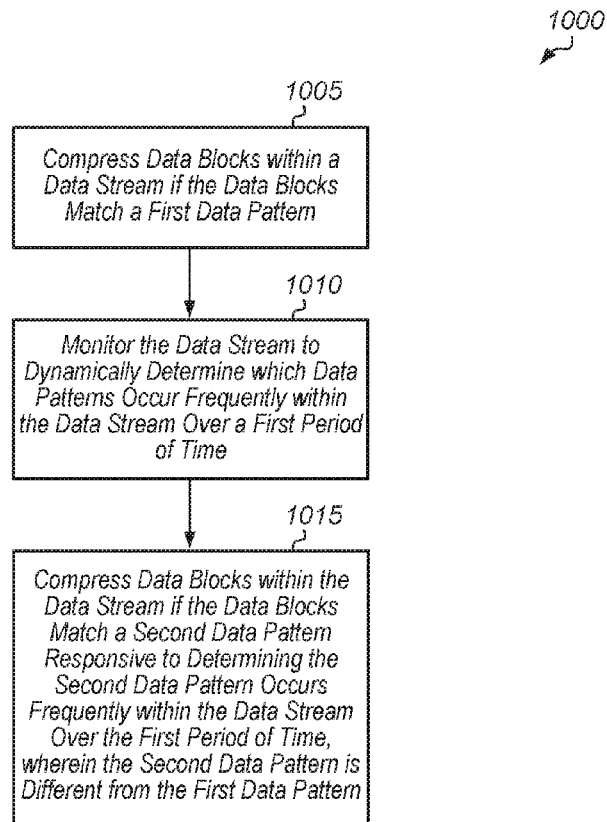 1000
1005
Compress Data Blocks within a
Data Stream if the Data Blocks
Match a First Data Pattern
1010
Monitor the Data Stream to
Dynamically Determine which Data
Patterns Occur Frequently within
the Data Stream Over a First Period
of Time
1015
Compress Data Blocks within the
Data Stream if the Data Blocks
Match a Second Data Pattern
Responsive to Determining the
Second Data Pattern Occurs
Frequently within the Data Stream
Over the First Period of Time,
wherein the Second Data Pattern is
Different from the First Data Pattern